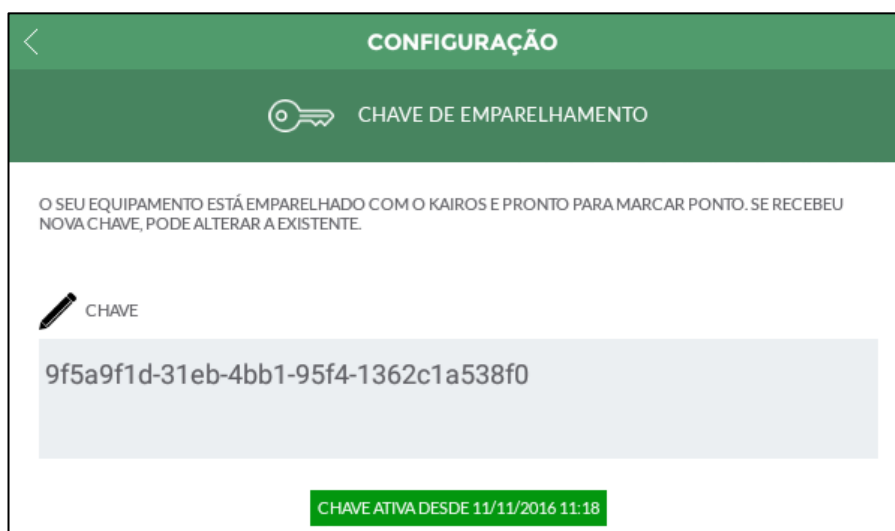 CONFIGURAÇÃO
CHAVE DE EMPARELHAMENTO
O SEU EQUIPAMENTO ESTÁ EMPARELHADO COM O KAIROS E PRONTO PARA MARCAR PONTO. SE RECEBEU
NOVA CHAVE, PODE ALTERAR A EXISTENTE.
CHAVE
9f5a9f1d-31eb-4bb1-95f4-1362c1a538f0
CHAVE ATIVA DESDE 11/11/2016 11:18